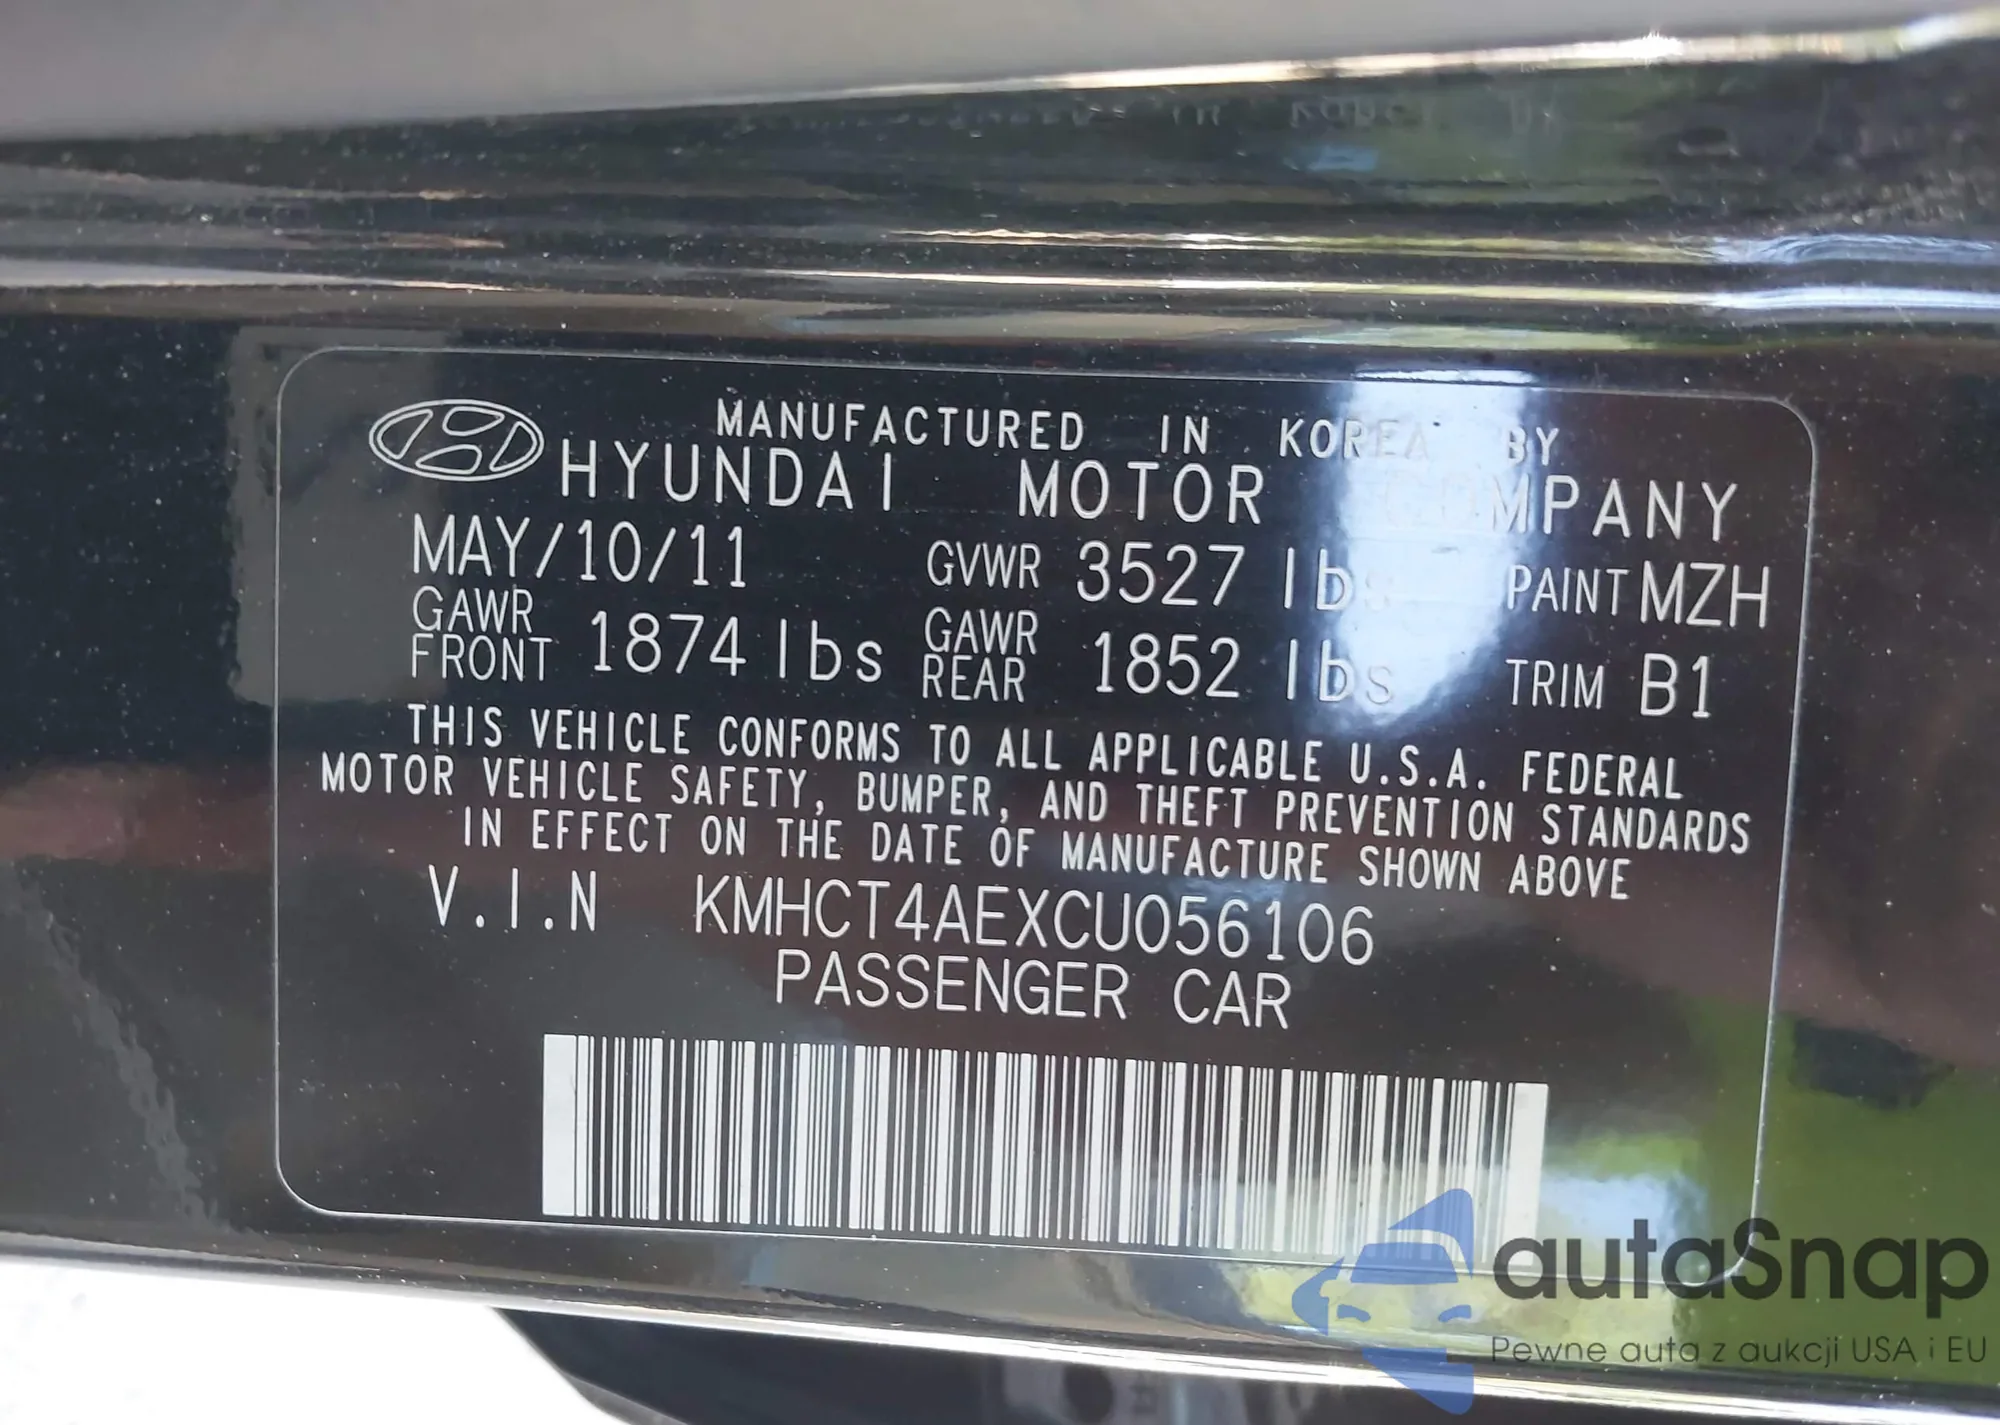 MANUFACTURED IN KOREA BY
HYUNDAI MOTOR COMPANY
MAY/10/11 GVWR 3527 lbs PAINT MZH
GAWR FRONT 1874 lbs GAWR REAR 1852 lbs TRIM B1
THIS VEHICLE CONFORMS TO ALL APPLICABLE U.S.A. FEDERAL
MOTOR VEHICLE SAFETY, BUMPER, AND THEFT PREVENTION STANDARDS
IN EFFECT ON THE DATE OF MANUFACTURE SHOWN ABOVE
V.I.N KMHCT4AEXCU056106
PASSENGER CAR
autaSnap
Pewne auta z aukcji USA i EU